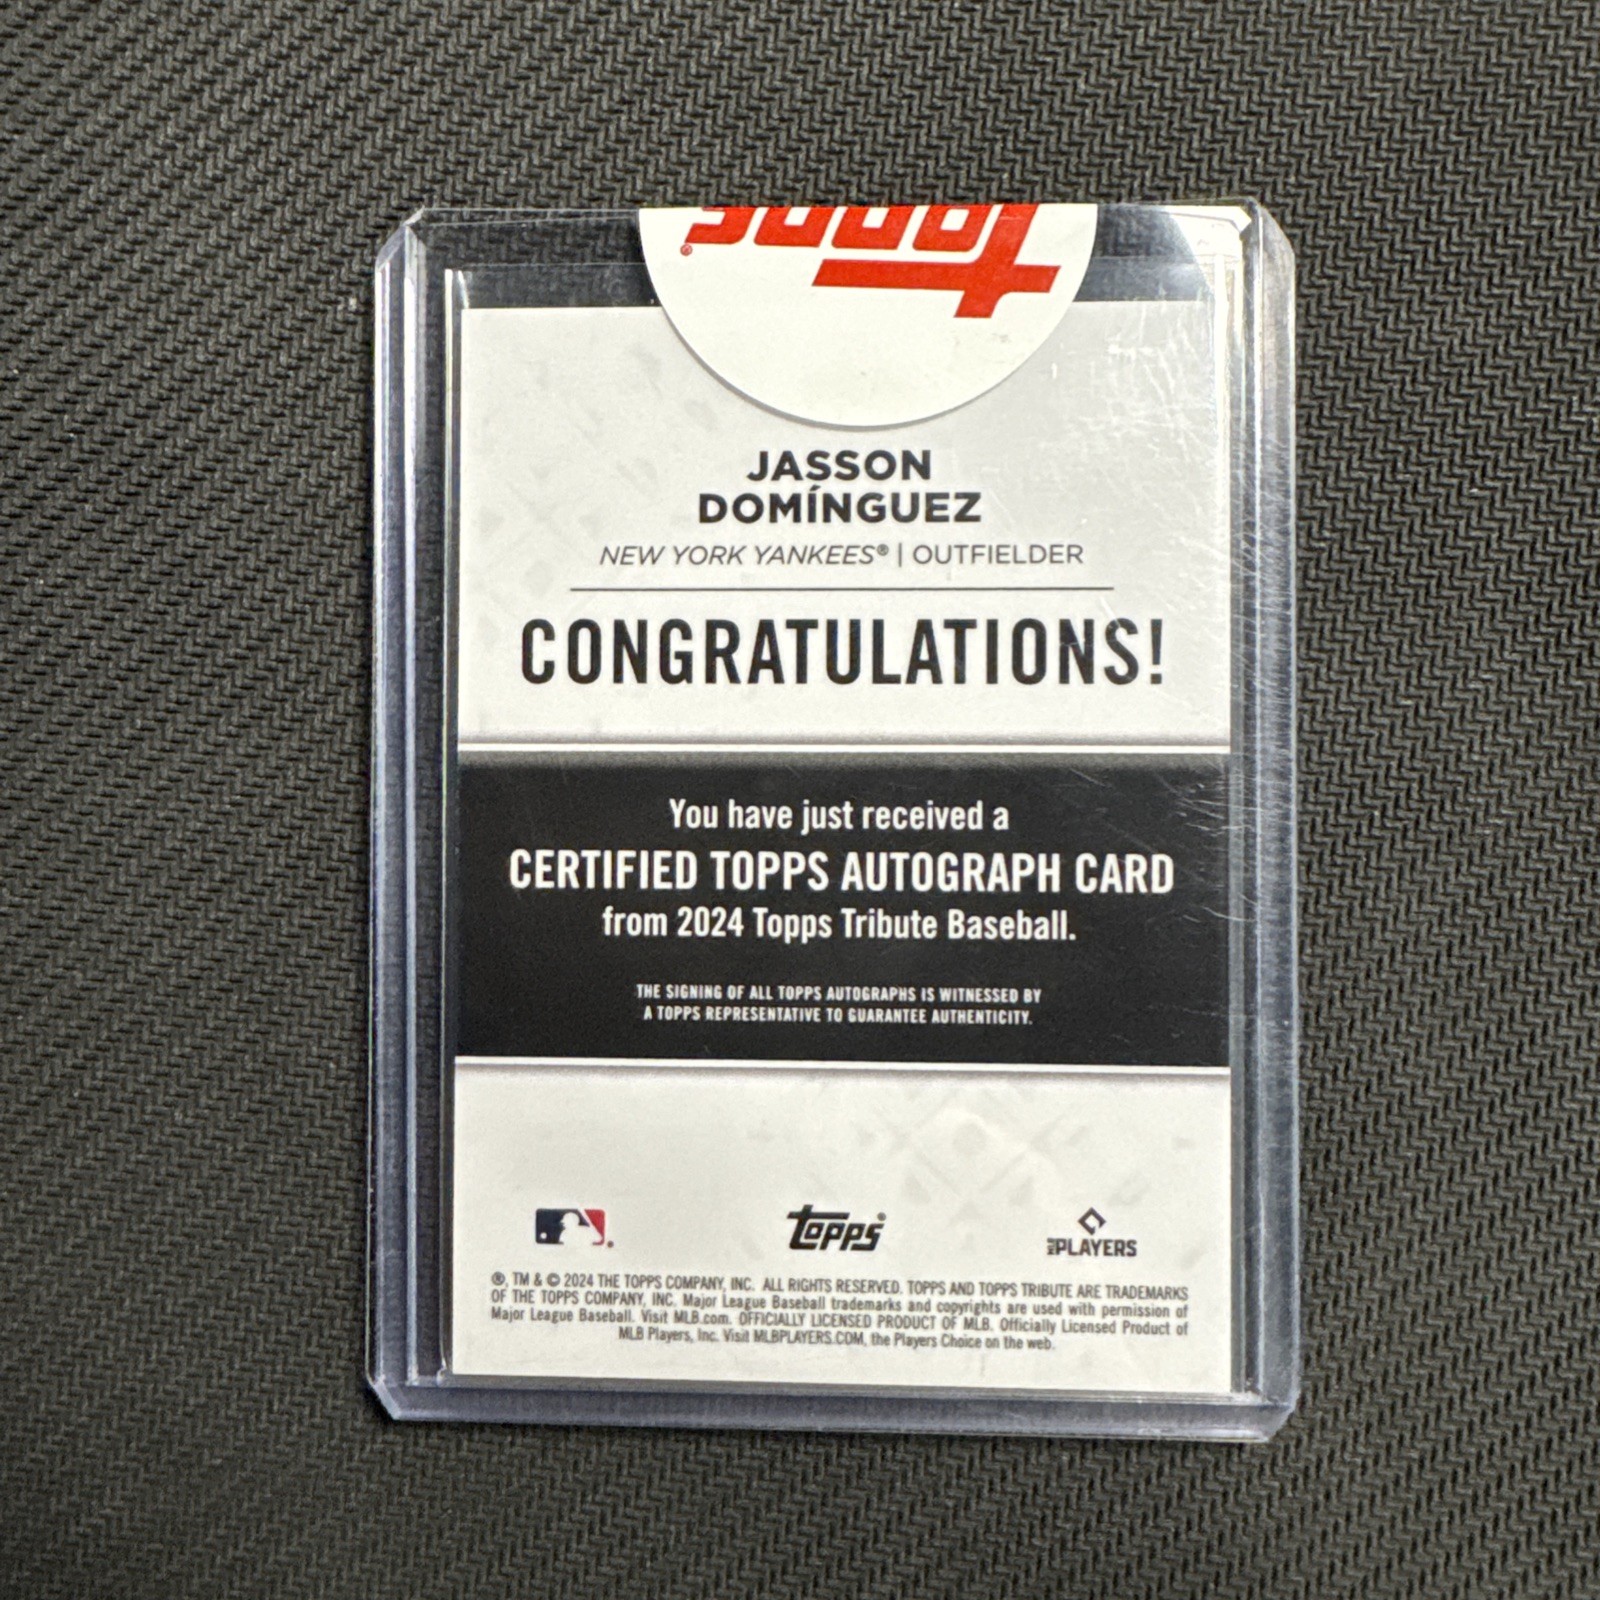 Topps®
JASSON
DOMÍNGUEZ
NEW YORK YANKEES® | OUTFIELDER
CONGRATULATIONS!
You have just received a
CERTIFIED TOPPS AUTOGRAPH CARD
from 2024 Topps Tribute Baseball.
THE SIGNING OF ALL TOPPS AUTOGRAPHS IS WITNESSED BY
A TOPPS REPRESENTATIVE TO GUARANTEE AUTHENTICITY.
Topps® PLAYERS
®, TM & © 2024 THE TOPPS COMPANY, INC. ALL RIGHTS RESERVED. TOPPS AND TOPPS TRIBUTE ARE TRADEMARKS
OF THE TOPPS COMPANY, INC. Major League Baseball trademarks and copyrights are used with permission of
Major League Baseball. Visit MLB.com. OFFICIALLY LICENSED PRODUCT OF MLB. Officially Licensed Product of
MLB Players, Inc. Visit MLBPLAYERS.COM, the Players Choice on the web.